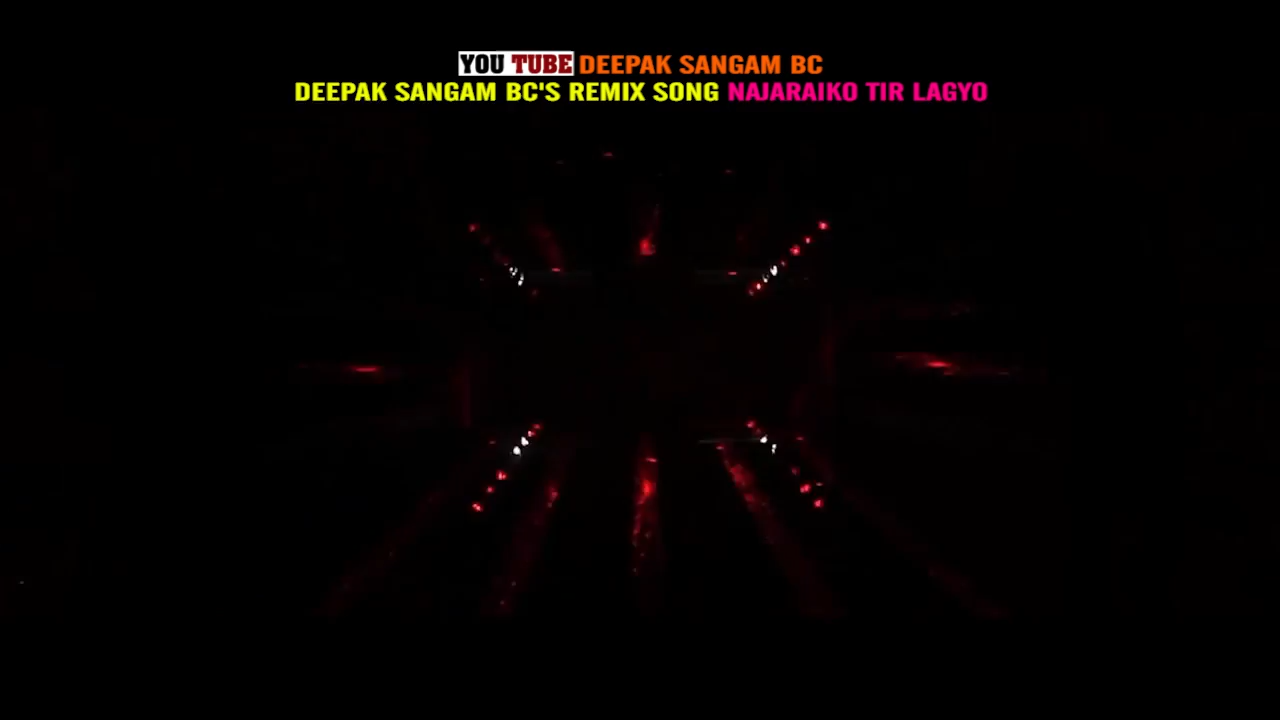 YOU TUBE DEEPAK SANGAM BC
DEEPAK SANGAM BC'S REMIX SONG NAJARAIKO TIR LAGYO